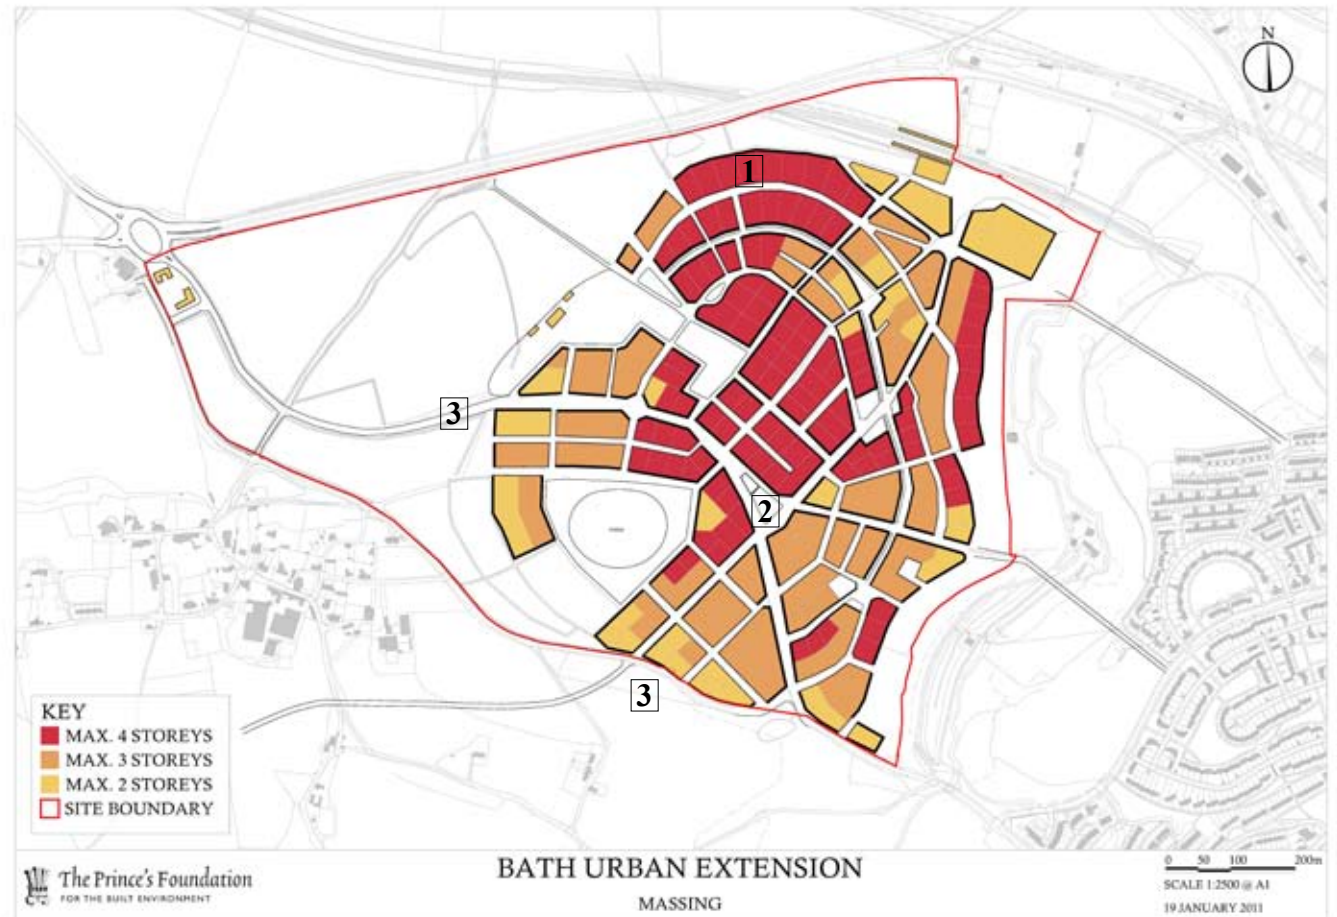 N
1
3
2
3
KEY
MAX. 4 STOREYS
MAX. 3 STOREYS
MAX. 2 STOREYS
SITE BOUNDARY
The Prince's Foundation
FOR THE BUILT ENVIRONMENT
BATH URBAN EXTENSION
MASSING
0 50 100 200m
SCALE 1:2500 @ A1
19 JANUARY 2011